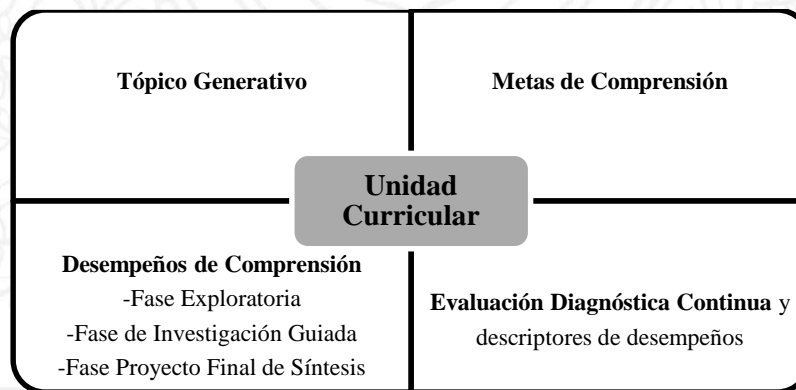 Tópico Generativo
Metas de Comprensión
Unidad
Curricular
Desempeños de Comprensión
-Fase Exploratoria
-Fase de Investigación Guiada
-Fase Proyecto Final de Síntesis
Evaluación Diagnóstica Continua y
descriptores de desempeños